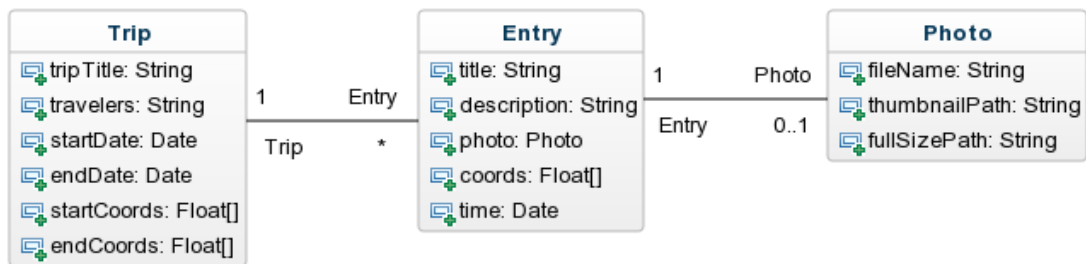 Trip
tripTitle: String
travelers: String
startDate: Date
endDate: Date
startCoords: Float[]
endCoords: Float[]
1 Entry
Trip *
Entry
title: String
description: String
photo: Photo
coords: Float[]
time: Date
1 Photo
Entry 0..1
Photo
fileName: String
thumbnailPath: String
fullSizePath: String